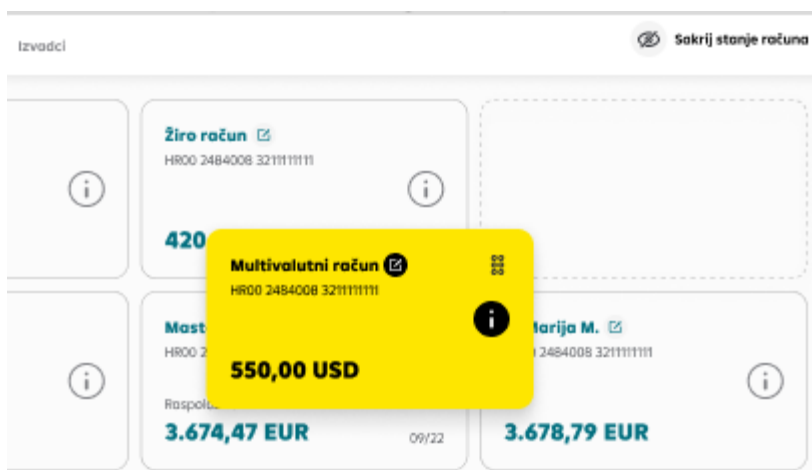 Izvadci
Sakrij stanje računa
Žiro račun
HR00 2484008 3211111111
420
Multivalutni račun
HR00 2484008 3211111111
550,00 USD
Mast
HR00 2
Raspolo
3.674,47 EUR
09/22
Marija M.
2484008 3211111111
3.678,79 EUR